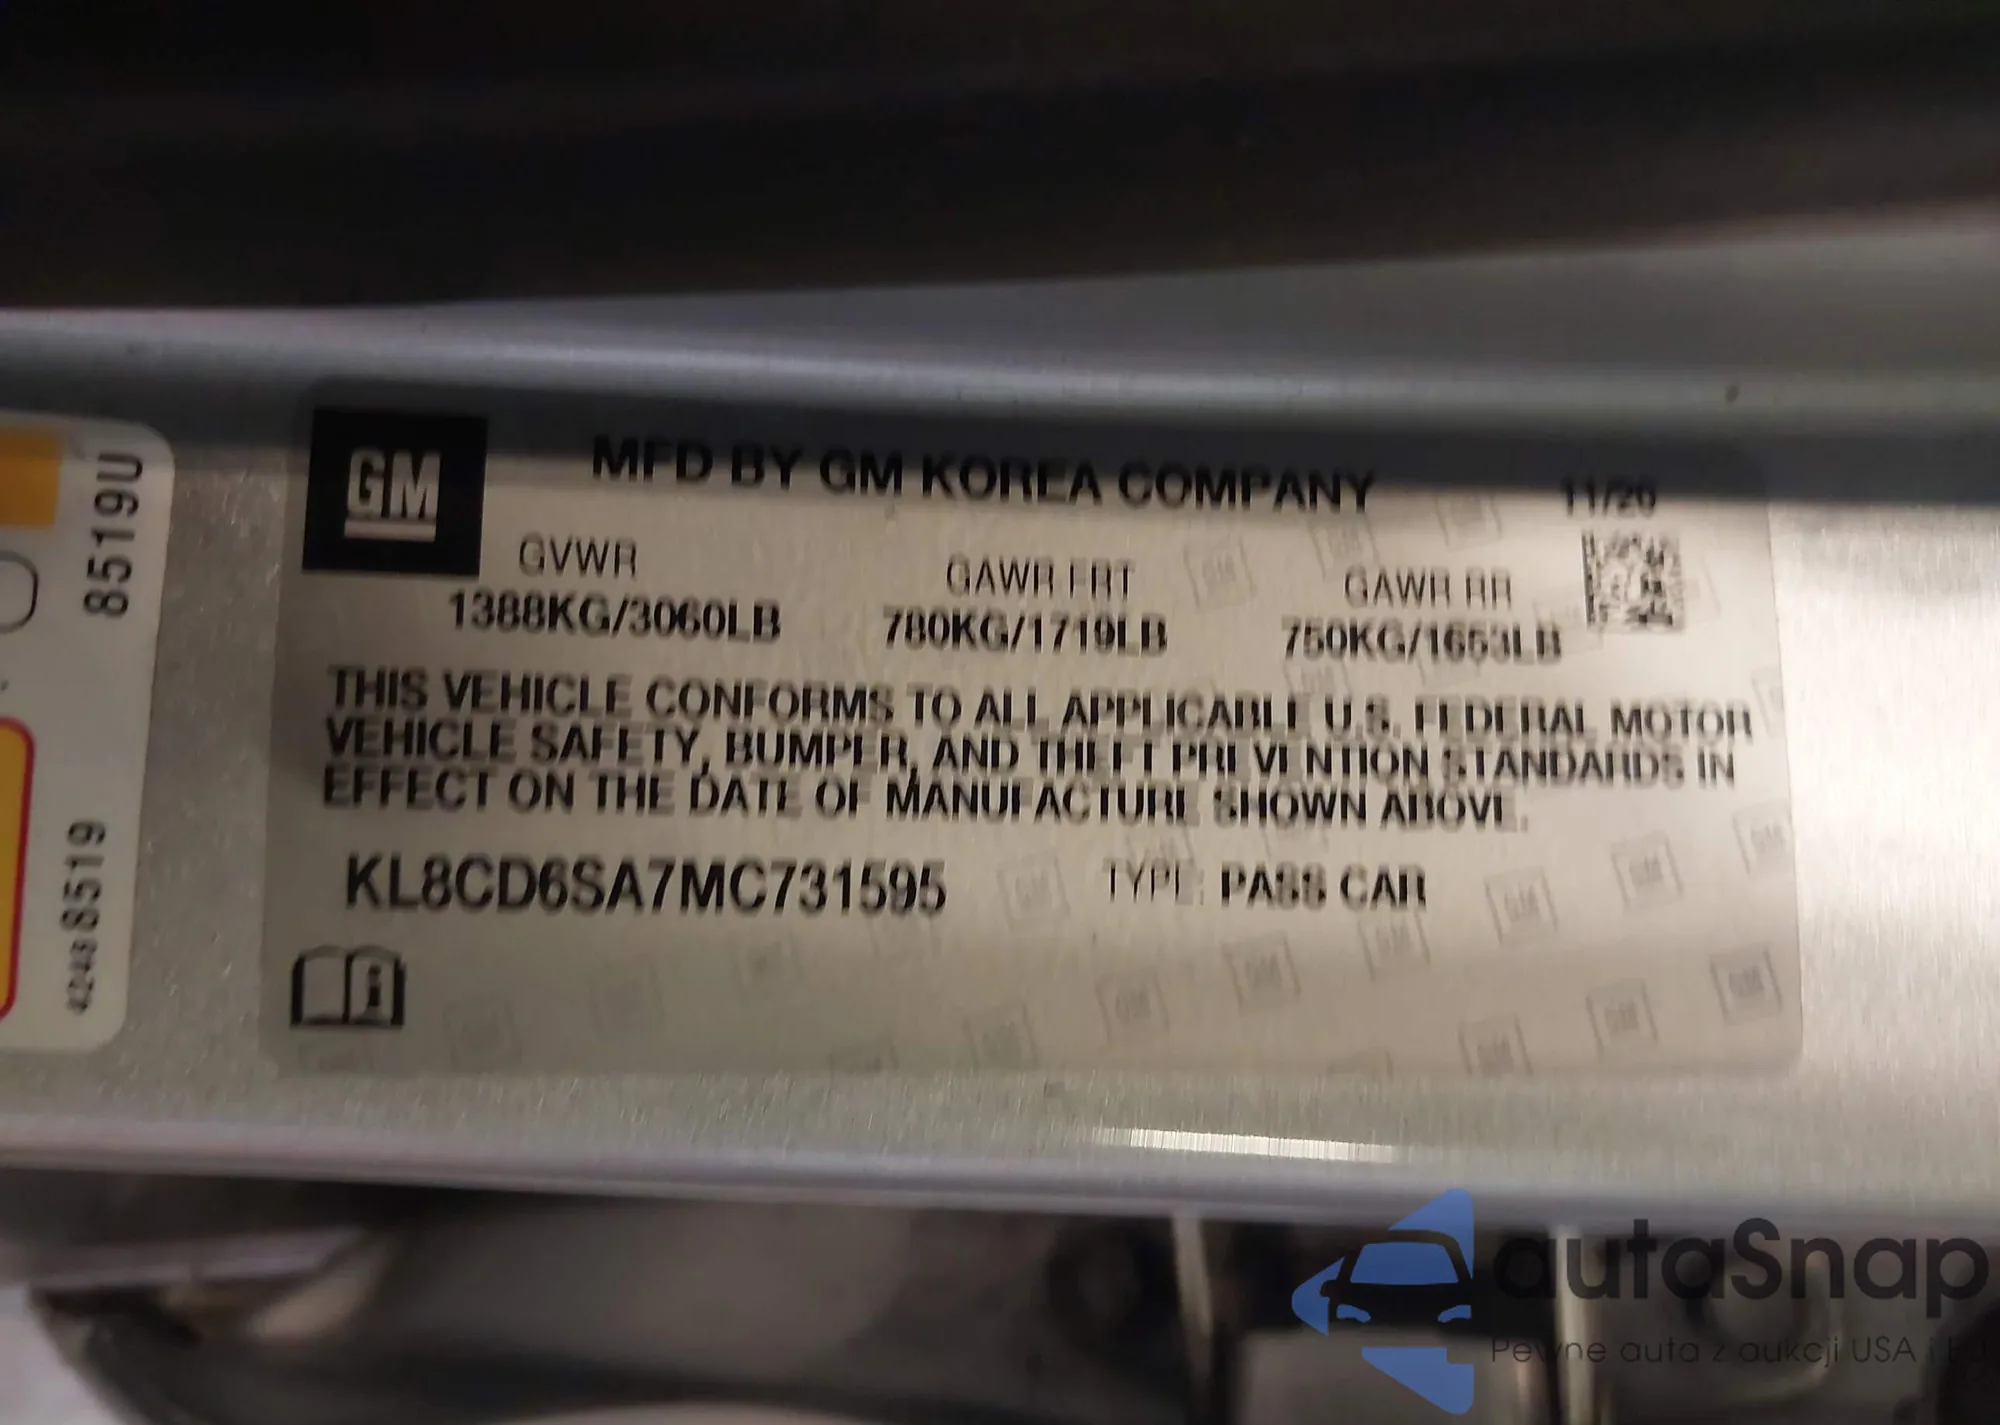 GM
MFD BY GM KOREA COMPANY
11/20
GVWR
1388KG/3060LB
GAWR FRT
780KG/1719LB
GAWR RR
750KG/1653LB
THIS VEHICLE CONFORMS TO ALL APPLICABLE U.S. FEDERAL MOTOR
VEHICLE SAFETY, BUMPER, AND THEFT PREVENTION STANDARDS IN
EFFECT ON THE DATE OF MANUFACTURE SHOWN ABOVE.
KL8CD6SA7MC731595
TYPE: PASS CAR
8519U
42488519
autaSnap
Pewne auta z aukcji USA i EU